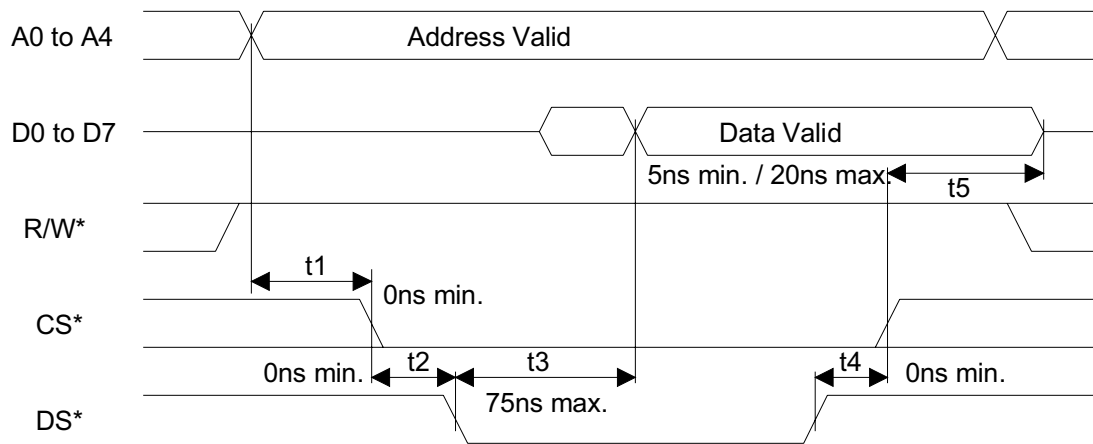 A0 to A4
Address Valid
D0 to D7
Data Valid
5ns min. / 20ns max.
t5
R/W*
t1
0ns min.
CS*
t2
t3
t4
0ns min.
0ns min.
75ns max.
DS*